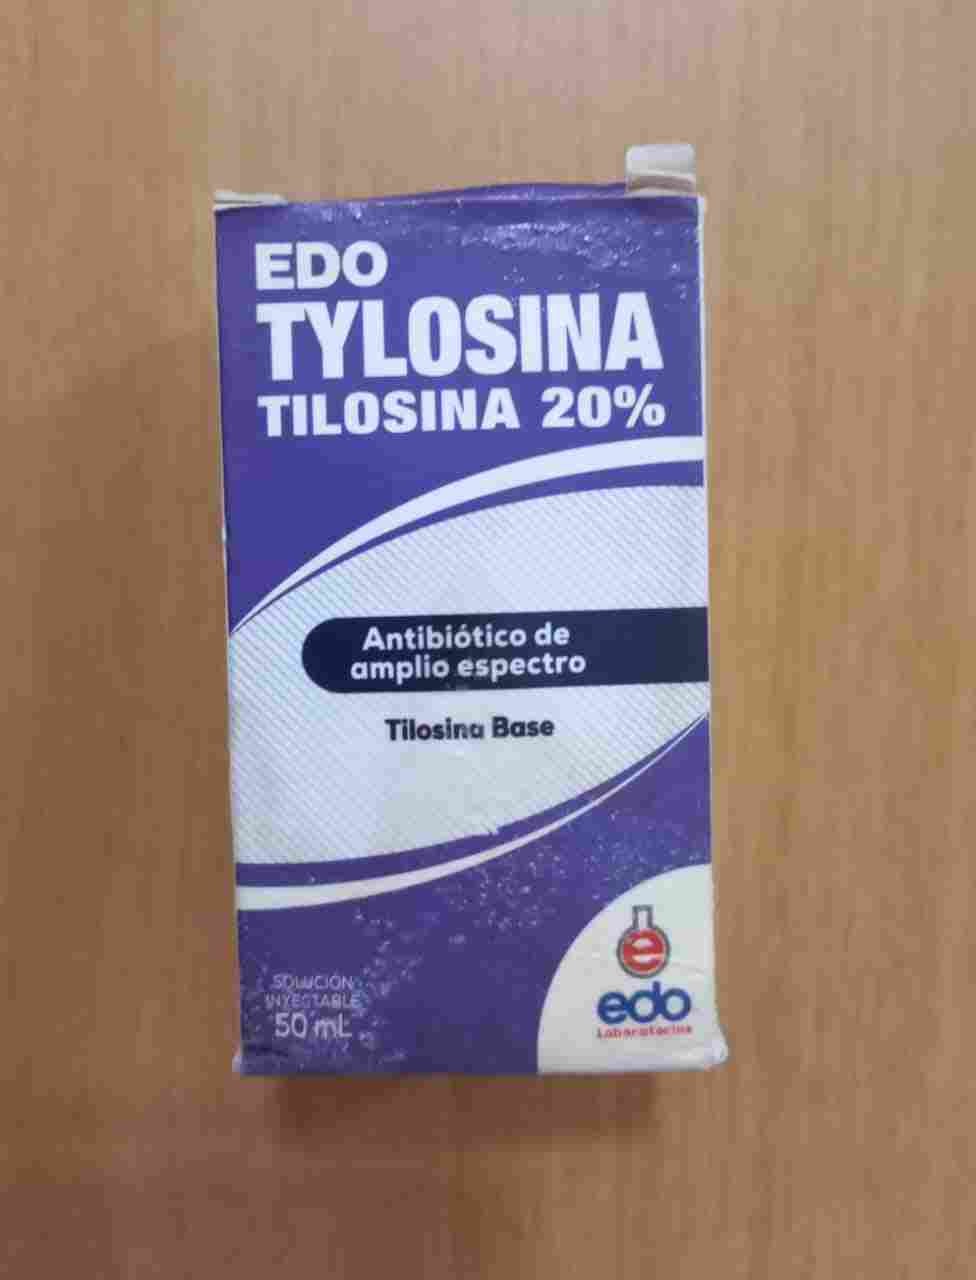 EDO
TYLOSINA
TILOSINA 20%
Antibiótico de
amplio espectro
Tilosina Base
SOLUCIÓN
INYECTABLE
50 mL
e
edo
Laboratorios